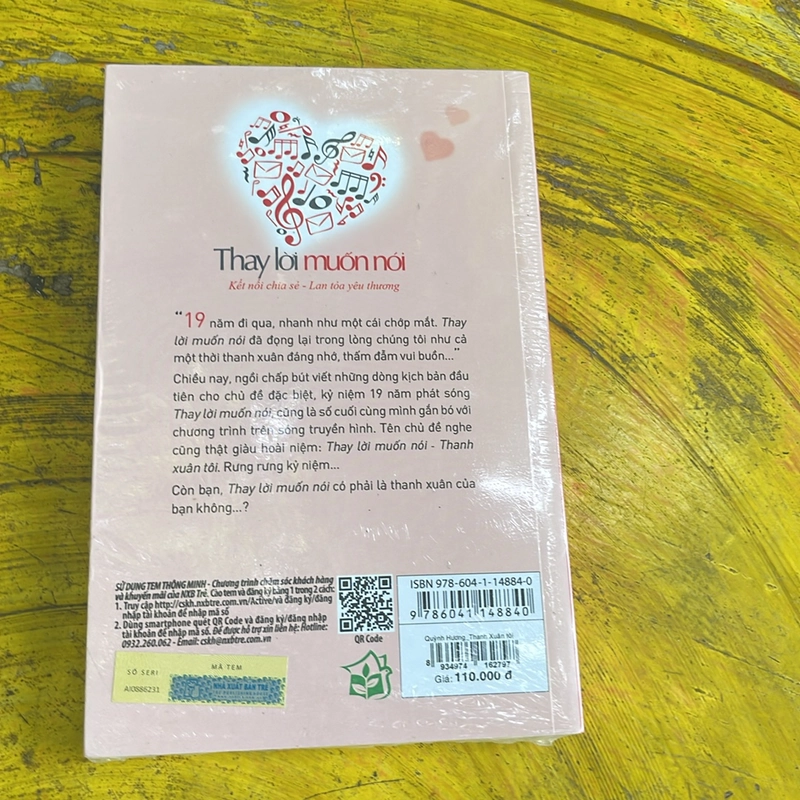 Thay lời muốn nói
Kết nối chia sẻ - Lan tỏa yêu thương
“19 năm đi qua, nhanh như một cái chớp mắt. Thay
lời muốn nói đã đọng lại trong lòng chúng tôi như cả
một thời thanh xuân đáng nhớ, thấm đẫm vui buồn...”
Chiều nay, ngồi chấp bút viết những dòng kịch bản đầu
tiên cho chủ đề đặc biệt, kỷ niệm 19 năm phát sóng
Thay lời muốn nói, cũng là số cuối cùng mình gắn bó với
chương trình trên sóng truyền hình. Tên chủ đề nghe
cũng thật giàu hoài niệm: Thay lời muốn nói - Thanh
xuân tôi. Rưng rưng kỷ niệm...
Còn bạn, Thay lời muốn nói có phải là thanh xuân của
bạn không...?
SỬ DỤNG TEM THÔNG MINH - Chương trình chăm sóc khách hàng
và khuyến mãi của NXB Trẻ. Cào tem và đăng ký bằng 1 trong 2 cách:
1. Truy cập http://cskh.nxbtre.com.vn/Active/và đăng ký/đăng
nhập tài khoản để nhập mã số
2. Dùng smartphone quét QR Code và đăng ký/đăng nhập
tài khoản để nhập mã số. Để được hỗ trợ xin liên hệ: Hotline:
0932.260.062 - Email: cskh@nxbtre.com.vn
QR Code
SỐ SERI
AI0886231
MÃ TEM
NHÀ XUẤT BẢN TRẺ
ISBN 978-604-1-14884-0
9 786041 148840
Quỳnh Hương_Thanh Xuân tôi
8 934974 162797
Giá: 110.000 đ